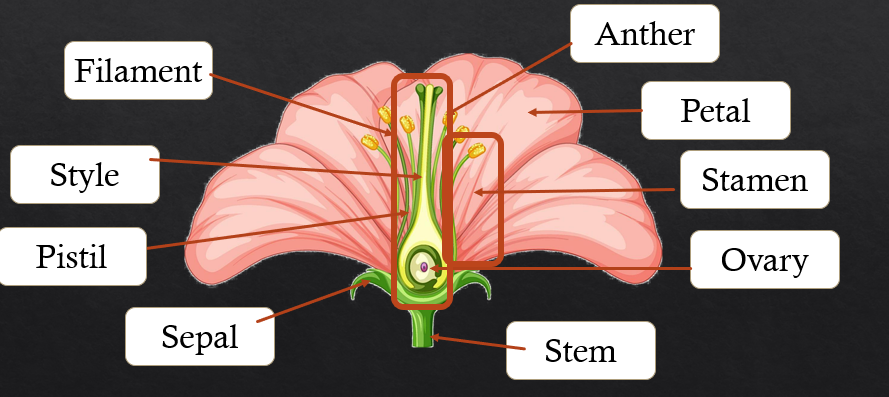 Anther
Filament
Petal
Style
Stamen
Pistil
Ovary
Sepal
Stem